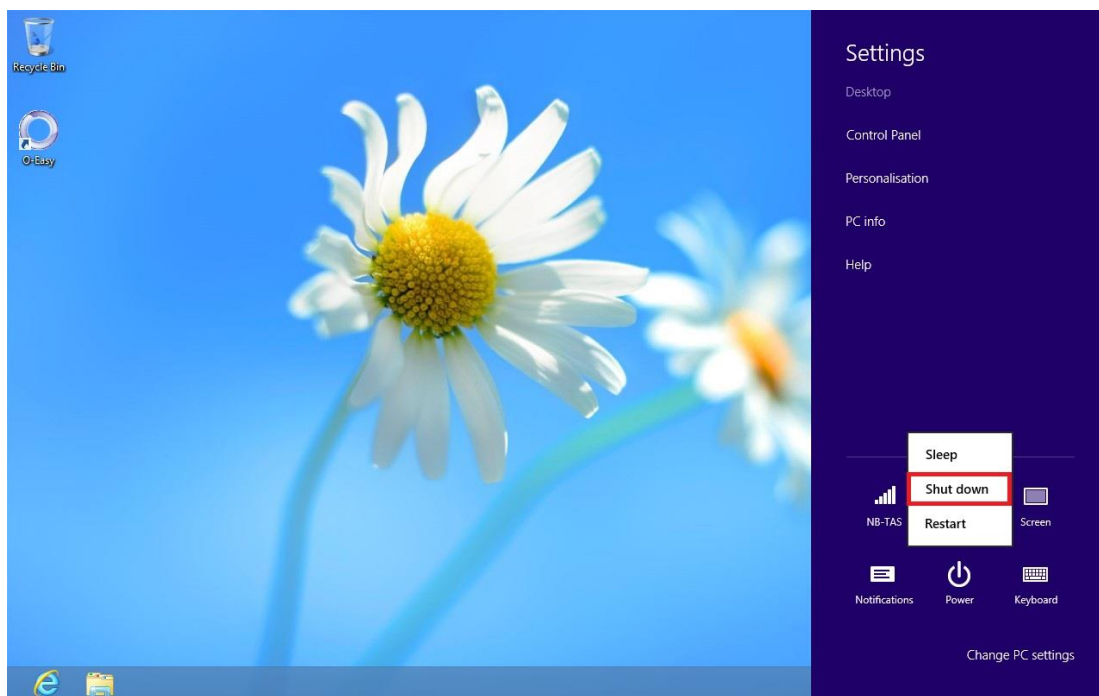 Recycle Bin
O-Easy
Settings
Desktop
Control Panel
Personalisation
PC info
Help
Sleep
Shut down
Restart
NB-TAS
Screen
Notifications
Power
Keyboard
Change PC settings